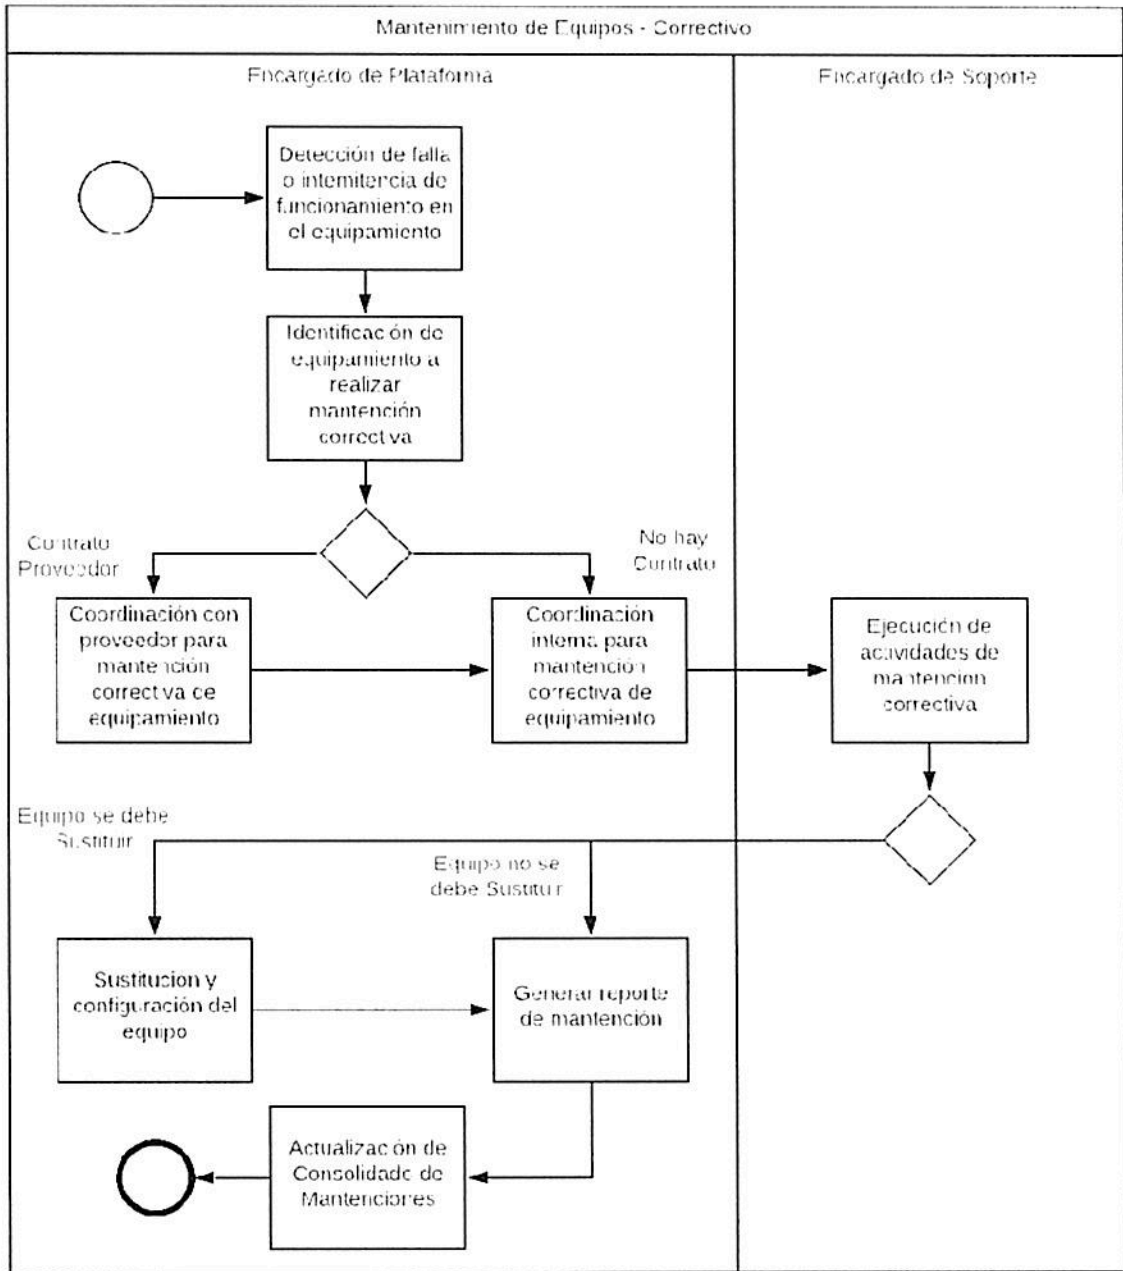 Mantenimiento de Equipos - Correctivo
Encargado de Plataforma
Encargado de Soporte
Detección de falla
o intemitencia de
funcionamiento en
el equipamiento
Identificación de
equipamiento a
realizar
mantención
correctiva
Contrato
Proveedor
No hay
Contrato
Coordinación con
proveedor para
mantención
correctiva de
equipamiento
Coordinación
interna para
mantención
correctiva de
equipamiento
Ejecución de
actividades de
mantencion
correctiva
Equipo se debe
Sustituir
Equipo no se
debe Sustituir
Sustitucion y
configuración del
equipo
Generar reporte
de mantención
Actualización de
Consolidado de
Mantenciones